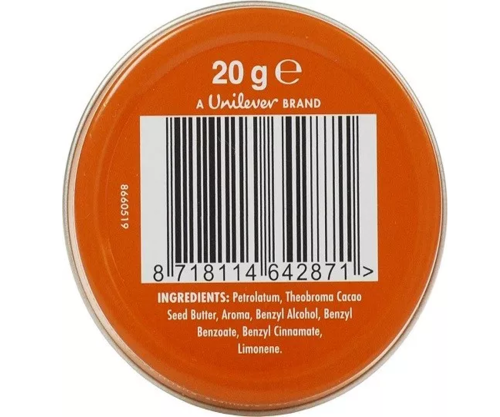 20 g ℮
A Unilever BRAND
8660519
8 718114 642871 >
INGREDIENTS: Petrolatum, Theobroma Cacao
Seed Butter, Aroma, Benzyl Alcohol, Benzyl
Benzoate, Benzyl Cinnamate,
Limonene.